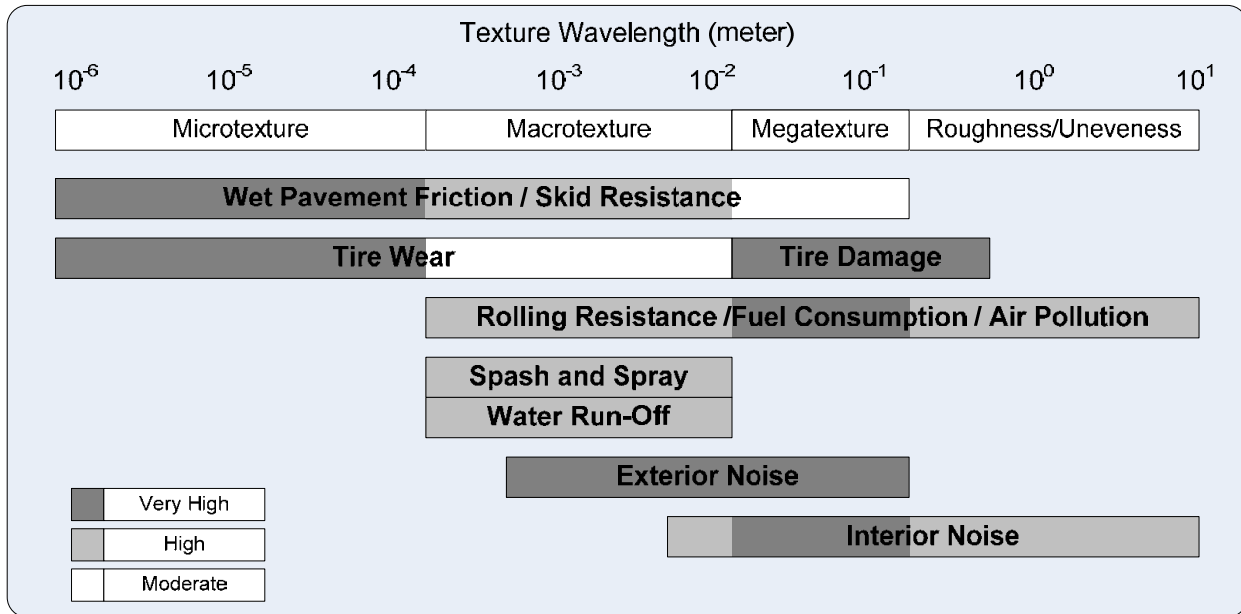 Texture Wavelength (meter)
10⁻⁶ 10⁻⁵ 10⁻⁴ 10⁻³ 10⁻² 10⁻¹ 10⁰ 10¹
Microtexture Macrotexture Megatexture Roughness/Uneveness
Wet Pavement Friction / Skid Resistance
Tire Wear Tire Damage
Rolling Resistance /Fuel Consumption / Air Pollution
Spash and Spray
Water Run-Off
Exterior Noise
Interior Noise
Very High
High
Moderate